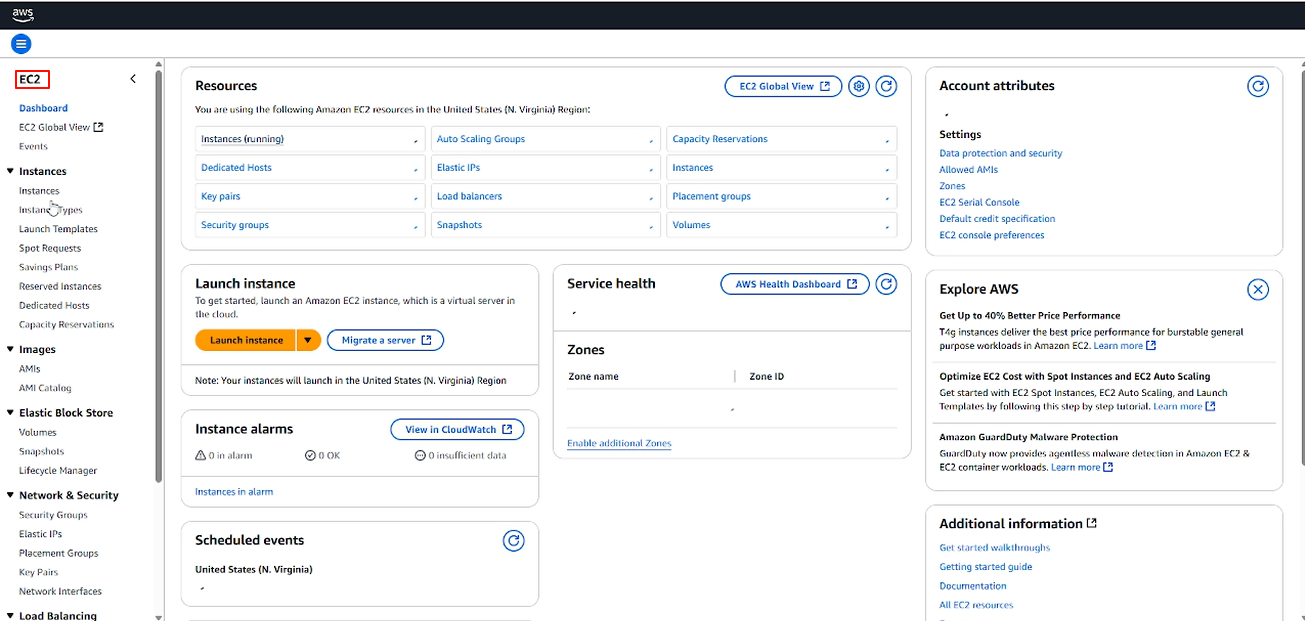 aws
EC2
Dashboard
EC2 Global View
Events
Instances
Instances
Instance Types
Launch Templates
Spot Requests
Savings Plans
Reserved Instances
Dedicated Hosts
Capacity Reservations
Images
AMIs
AMI Catalog
Elastic Block Store
Volumes
Snapshots
Lifecycle Manager
Network & Security
Security Groups
Elastic IPs
Placement Groups
Key Pairs
Network Interfaces
Load Balancing
Resources
EC2 Global View
You are using the following Amazon EC2 resources in the United States (N. Virginia) Region:
Instances (running)
Auto Scaling Groups
Capacity Reservations
Dedicated Hosts
Elastic IPs
Instances
Key pairs
Load balancers
Placement groups
Security groups
Snapshots
Volumes
Launch instance
To get started, launch an Amazon EC2 instance, which is a virtual server in
the cloud.
Launch instance
Migrate a server
Note: Your instances will launch in the United States (N. Virginia) Region
Instance alarms
View in CloudWatch
0 in alarm
0 OK
0 insufficient data
Instances in alarm
Scheduled events
United States (N. Virginia)
Service health
AWS Health Dashboard
Zones
Zone name
Zone ID
Enable additional Zones
Account attributes
Settings
Data protection and security
Allowed AMIs
Zones
EC2 Serial Console
Default credit specification
EC2 console preferences
Explore AWS
Get Up to 40% Better Price Performance
T4g instances deliver the best price performance for burstable general
purpose workloads in Amazon EC2. Learn more
Optimize EC2 Cost with Spot Instances and EC2 Auto Scaling
Get started with EC2 Spot Instances, EC2 Auto Scaling, and Launch
Templates by following this step by step tutorial. Learn more
Amazon GuardDuty Malware Protection
GuardDuty now provides agentless malware detection in Amazon EC2 &
EC2 container workloads. Learn more
Additional information
Get started walkthroughs
Getting started guide
Documentation
All EC2 resources